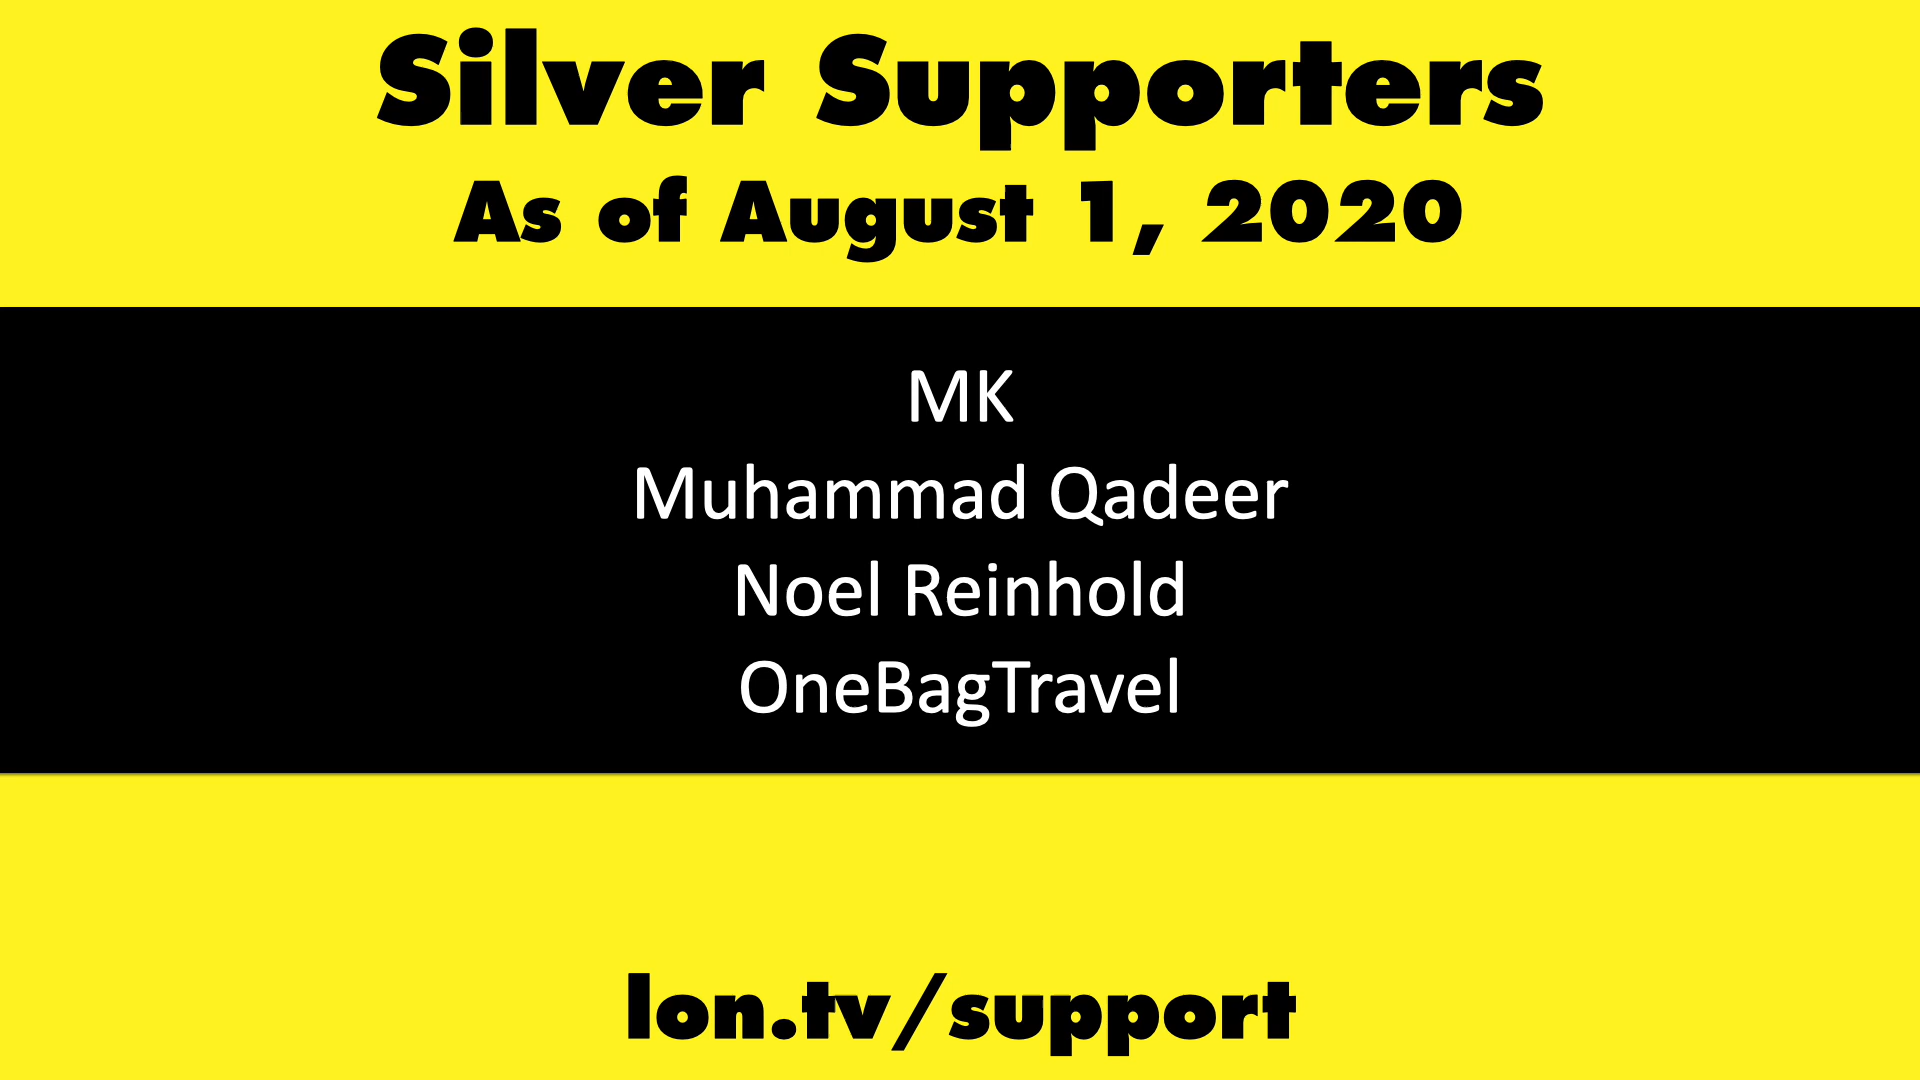 Silver Supporters
As of August 1, 2020
MK
Muhammad Qadeer
Noel Reinhold
OneBagTravel
lon.tv/support